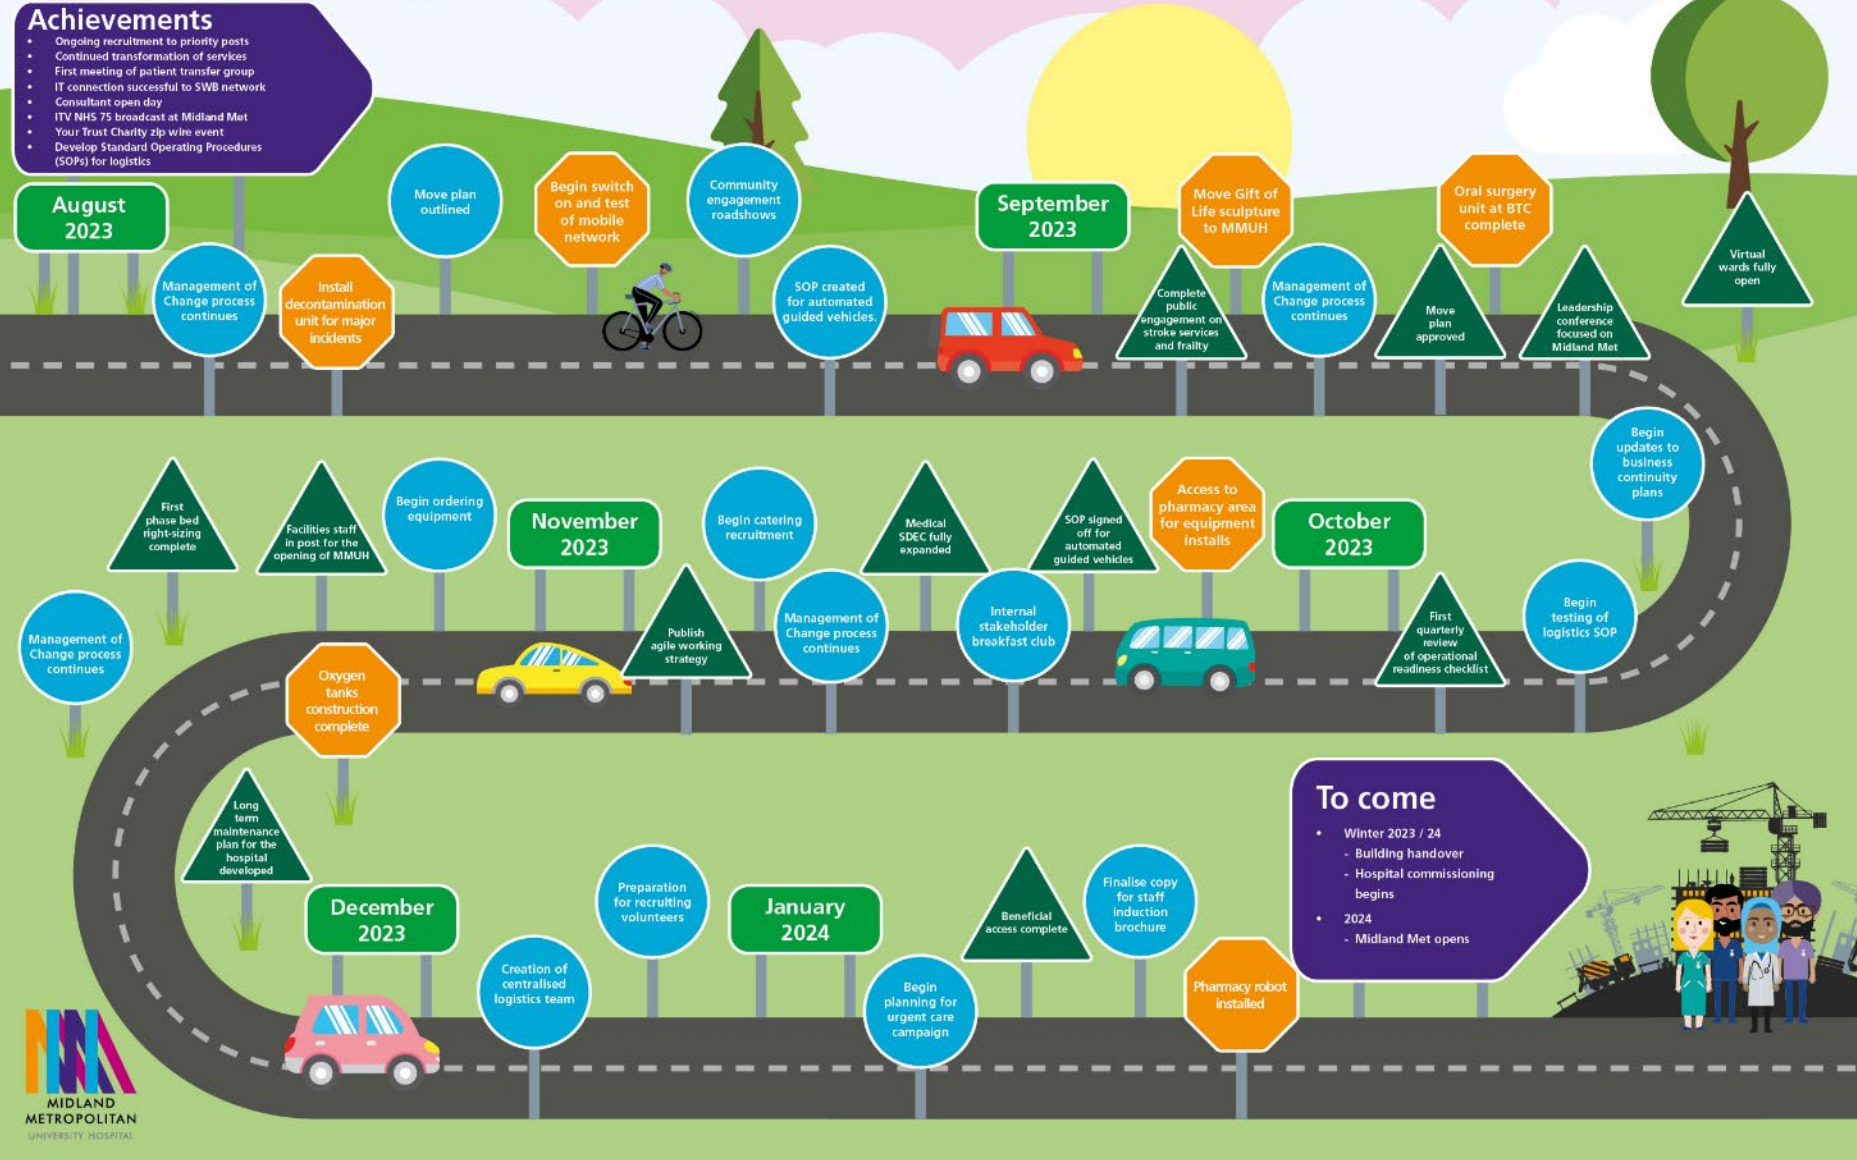 Achievements
• Ongoing recruitment to priority posts
• Continued transformation of services
• First meeting of patient transfer group
• IT connection successful to SWB network
• Consultant open day
• ITV NHS 75 broadcast at Midland Met
• Your Trust Charity zip wire event
• Develop Standard Operating Procedures
(SOPs) for logistics
August
2023
Management of
Change process
continues
Install
decontamination
unit for major
incidents
Move plan
outlined
Begin switch
on and test
of mobile
network
Community
engagement
roadshows
SOP created
for automated
guided vehicles.
September
2023
Complete
public
engagement on
stroke services
and frailty
Move Gift of
Life sculpture
to MMUH
Management of
Change process
continues
Move
plan
approved
Oral surgery
unit at BTC
complete
Leadership
conference
focused on
Midland Met
Virtual
wards fully
open
Begin
updates to
business
continuity
plans
Begin
testing of
logistics SOP
First
quarterly
review
of operational
readiness checklist
October
2023
Access to
pharmacy area
for equipment
installs
SOP signed
off for
automated
guided vehicles
Internal
stakeholder
breakfast club
Medical
SDEC fully
expanded
Management of
Change process
continues
Begin catering
recruitment
Publish
agile working
strategy
November
2023
Begin ordering
equipment
Facilities staff
in post for the
opening of MMUH
Oxygen
tanks
construction
complete
First
phase bed
right-sizing
complete
Management of
Change process
continues
Long
term
maintenance
plan for the
hospital
developed
December
2023
Creation of
centralised
logistics team
Preparation
for recruiting
volunteers
January
2024
Begin
planning for
urgent care
campaign
Beneficial
access complete
Finalise copy
for staff
induction
brochure
Pharmacy robot
installed
To come
• Winter 2023 / 24
- Building handover
- Hospital commissioning
begins
• 2024
- Midland Met opens
MIDLAND
METROPOLITAN
UNIVERSITY HOSPITAL